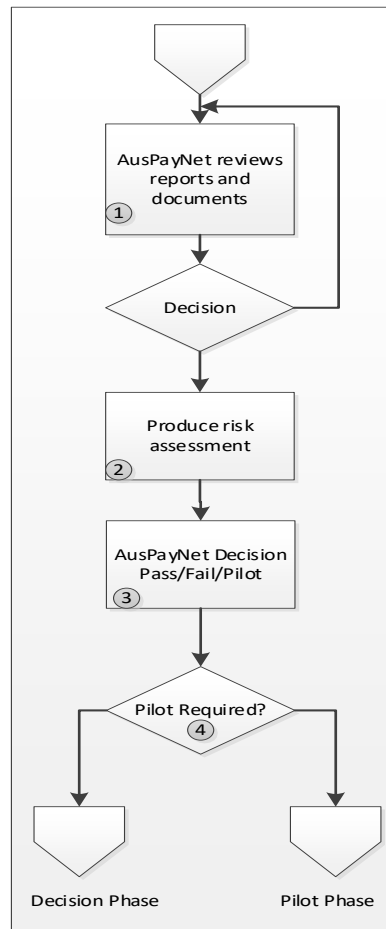 AusPayNet reviews
reports and
documents
1
Decision
Produce risk
assessment
2
AusPayNet Decision
Pass/Fail/Pilot
3
Pilot Required?
4
Decision Phase
Pilot Phase